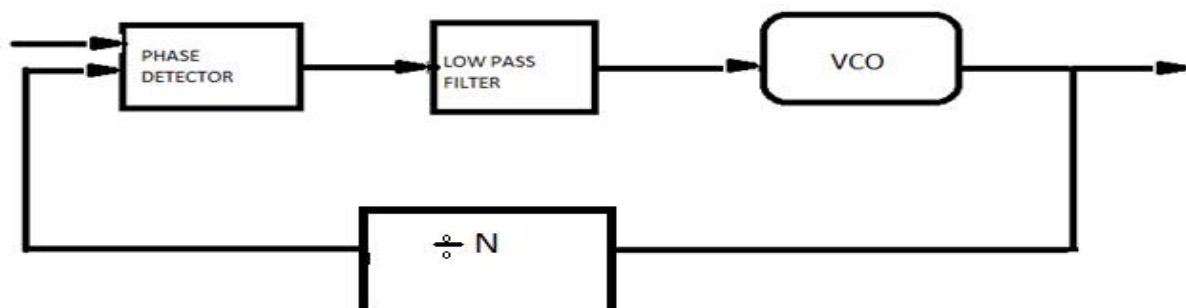 PHASE
DETECTOR
LOW PASS
FILTER
VCO
÷ N